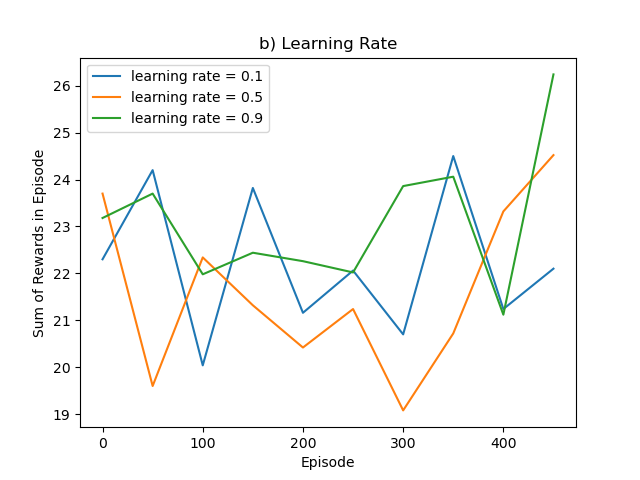 b) Learning Rate
learning rate = 0.1
learning rate = 0.5
learning rate = 0.9
Sum of Rewards in Episode
26
25
24
23
22
21
20
19
0
100
200
300
400
Episode